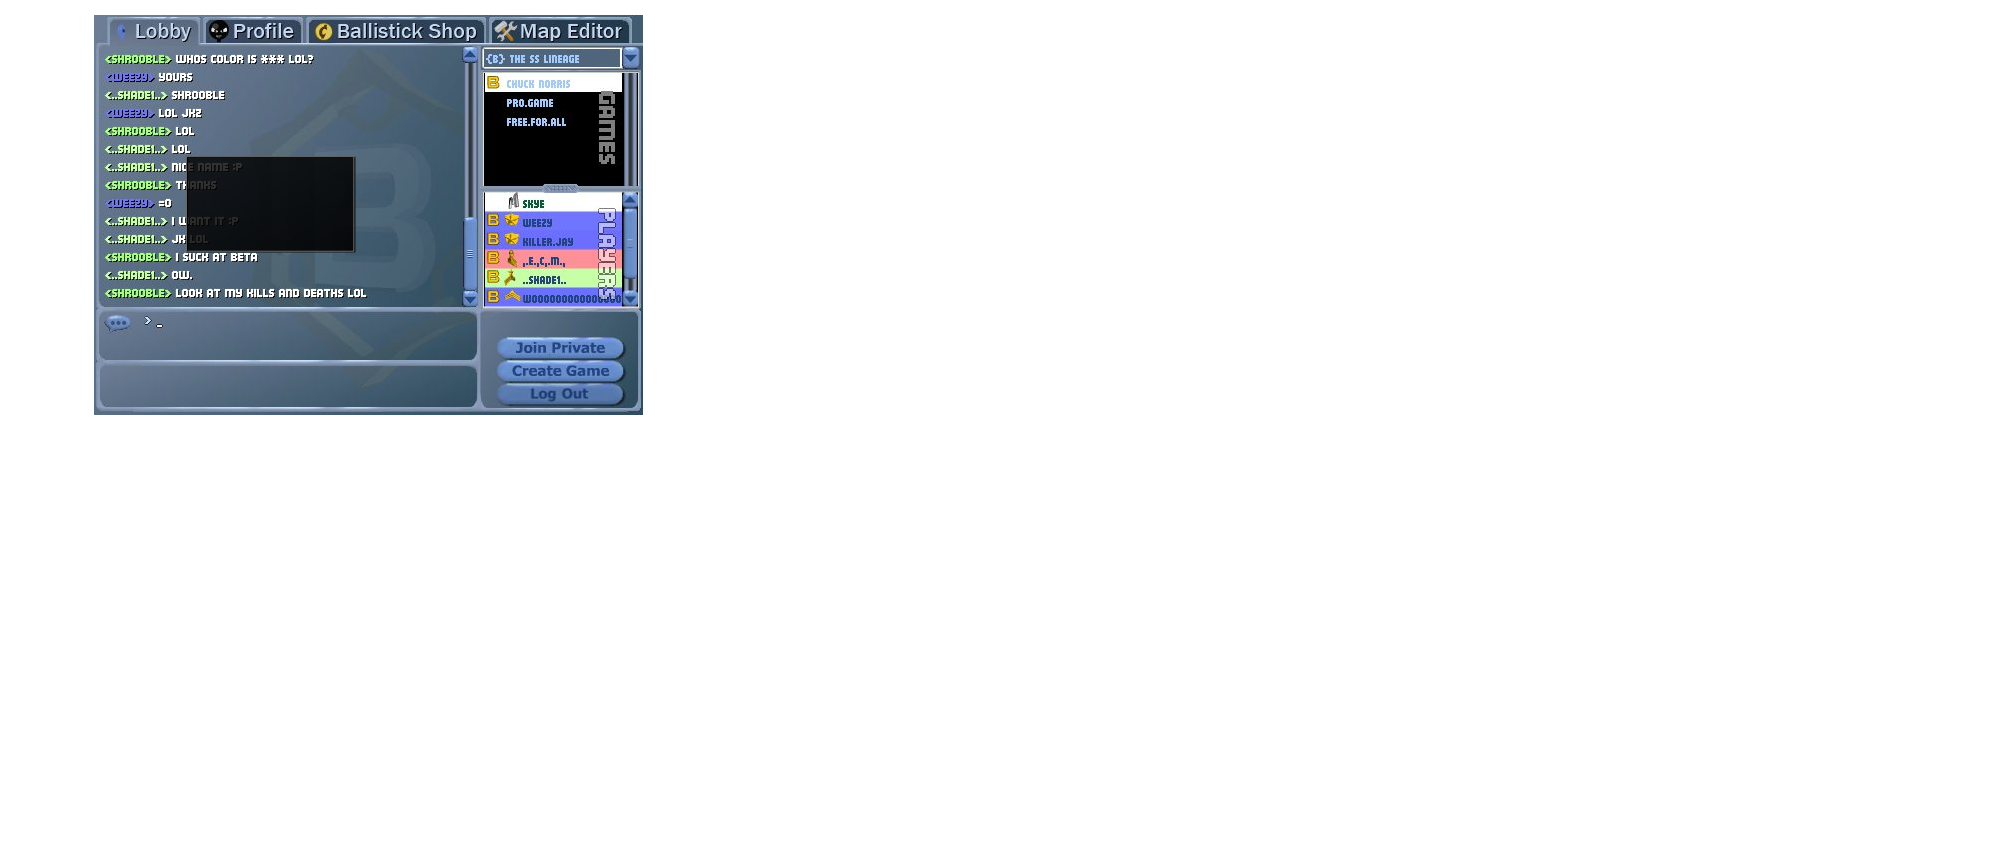 Lobby Profile Ballistick Shop Map Editor
<SHROOBLE> WHOS COLOR IS *** LOL?
<WEEZY> YOURS
<..SHADE1..> SHROOBLE
<WEEZY> LOL JKZ
<SHROOBLE> LOL
<..SHADE1..> LOL
<..SHADE1..> NICE NAME :P
<SHROOBLE> THANKS
<WEEZY> =O
<..SHADE1..> I WANT IT :P
<..SHADE1..> JK LOL
<SHROOBLE> I SUCK AT BETA
<..SHADE1..> OW.
<SHROOBLE> LOOK AT MY KILLS AND DEATHS LOL
> _
{B} THE SS LINEAGE
B CHUCK NORRIS
PRO.GAME
FREE.FOR.ALL
GAMES
SKYE
B WEEZY
B KILLER.JAY
B ,.E.,C,.M.,
B ..SHADE1..
B
PLAYERS
Join Private
Create Game
Log Out